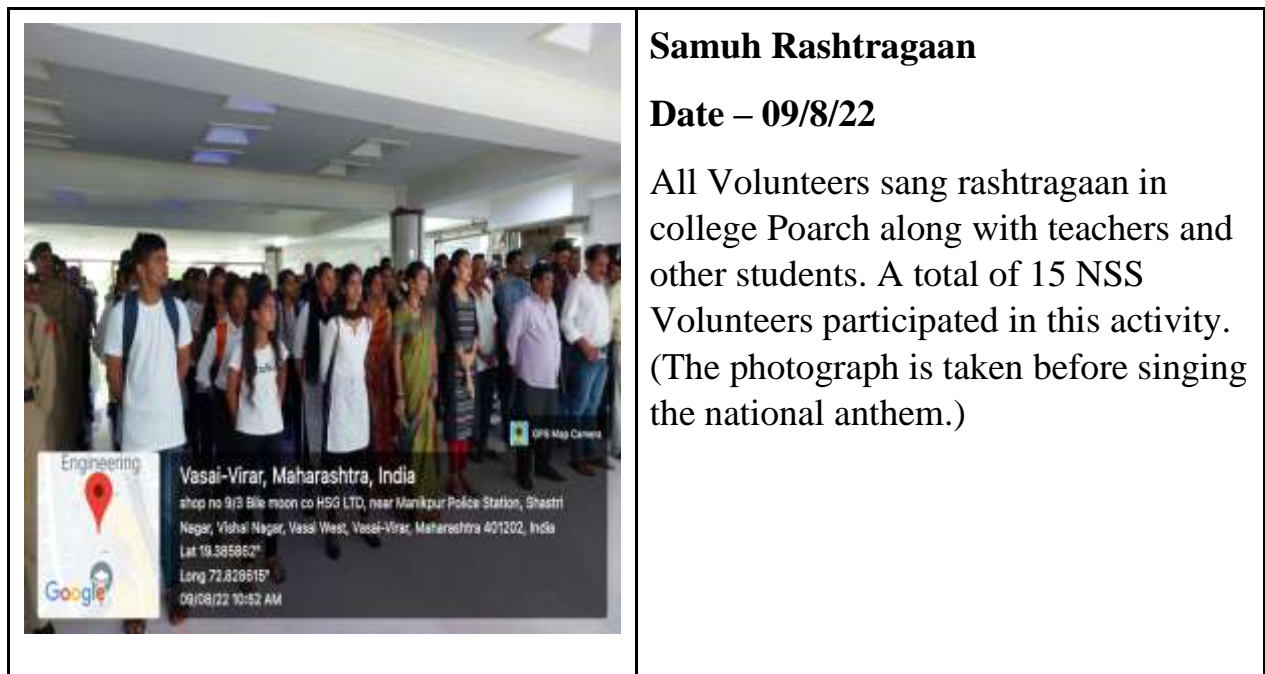 Samuh Rashtragaan
Date – 09/8/22
All Volunteers sang rashtragaan in
college Poarch along with teachers and
other students. A total of 15 NSS
Volunteers participated in this activity.
(The photograph is taken before singing
the national anthem.)
GPS Map Camera
Engineering
Google
Vasai-Virar, Maharashtra, India
shop no 9/3 Bile moon co HSG LTD, near Manikpur Police Station, Shastri
Nagar, Vishal Nagar, Vasai West, Vasai-Virar, Maharashtra 401202, India
Lat 19.385862°
Long 72.828615°
09/08/22 10:52 AM